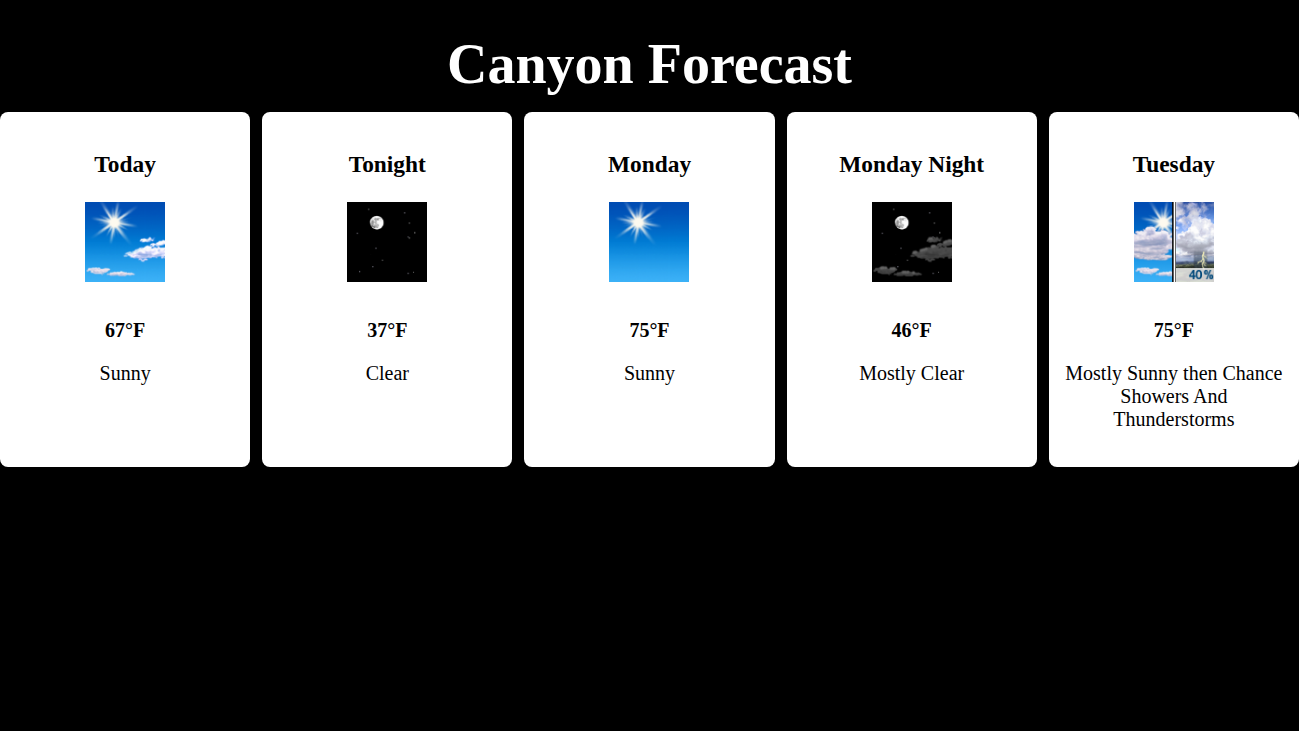 Canyon Forecast
Today
Tonight
Monday
Monday Night
Tuesday
40%
67°F
37°F
75°F
46°F
75°F
Sunny
Clear
Sunny
Mostly Clear
Mostly Sunny then Chance
Showers And
Thunderstorms